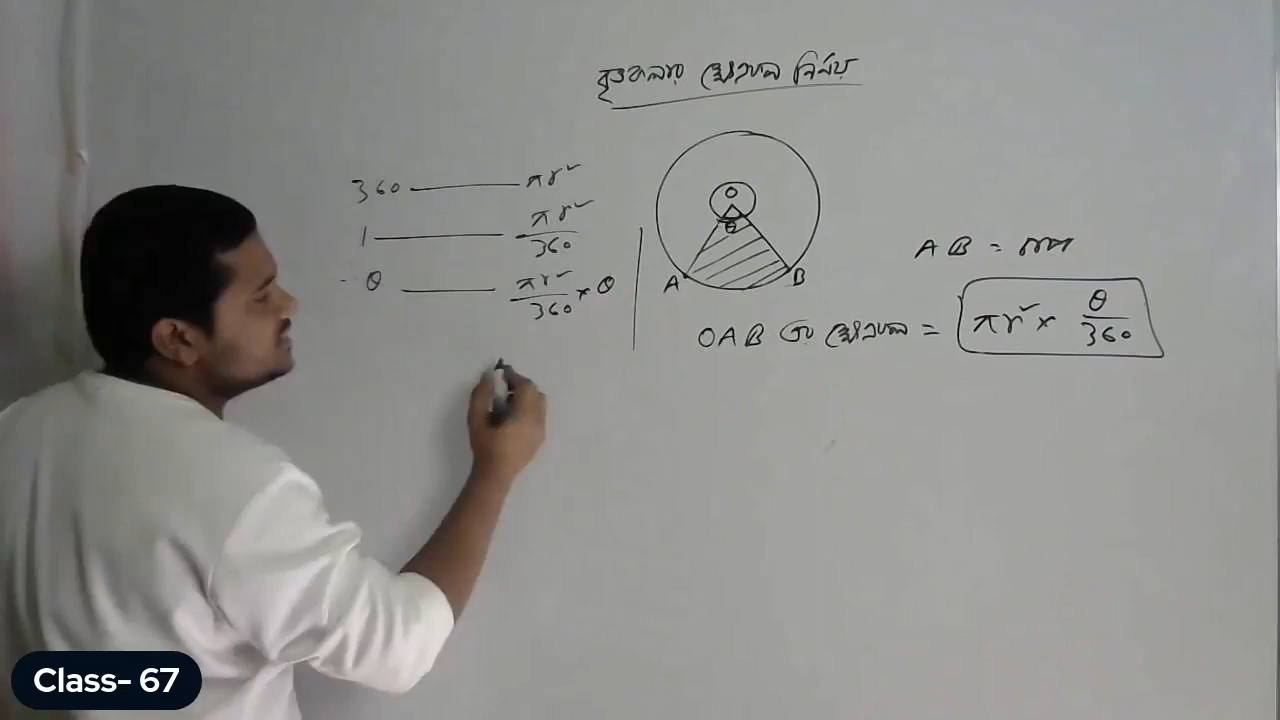 বৃত্তকলার ক্ষেত্রফল নির্ণয়
360 —— πr²
1 —— πr²/360
θ —— πr²/360 × θ
O
θ
A B
AB = চাপ
OAB এর ক্ষেত্রফল = πr² × θ/360
Class- 67